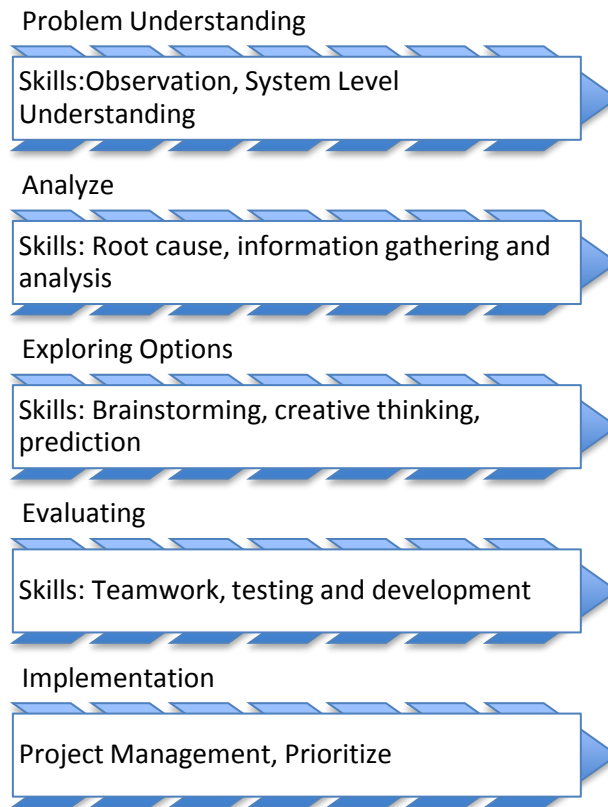 Problem Understanding
Skills:Observation, System Level
Understanding
Analyze
Skills: Root cause, information gathering and
analysis
Exploring Options
Skills: Brainstorming, creative thinking,
prediction
Evaluating
Skills: Teamwork, testing and development
Implementation
Project Management, Prioritize